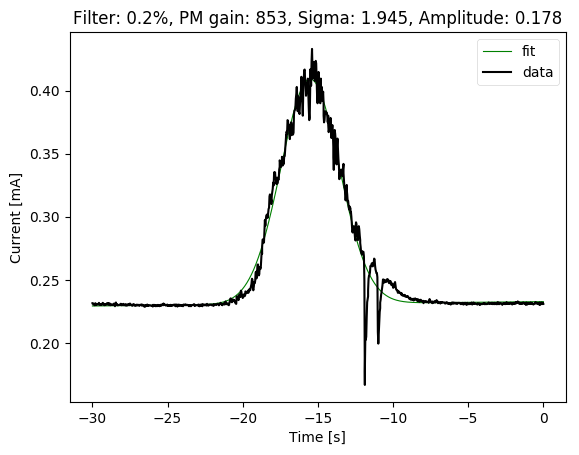 Filter: 0.2%, PM gain: 853, Sigma: 1.945, Amplitude: 0.178
fit
data
0.40
0.35
0.30
0.25
0.20
Current [mA]
−30
−25
−20
−15
−10
−5
0
Time [s]